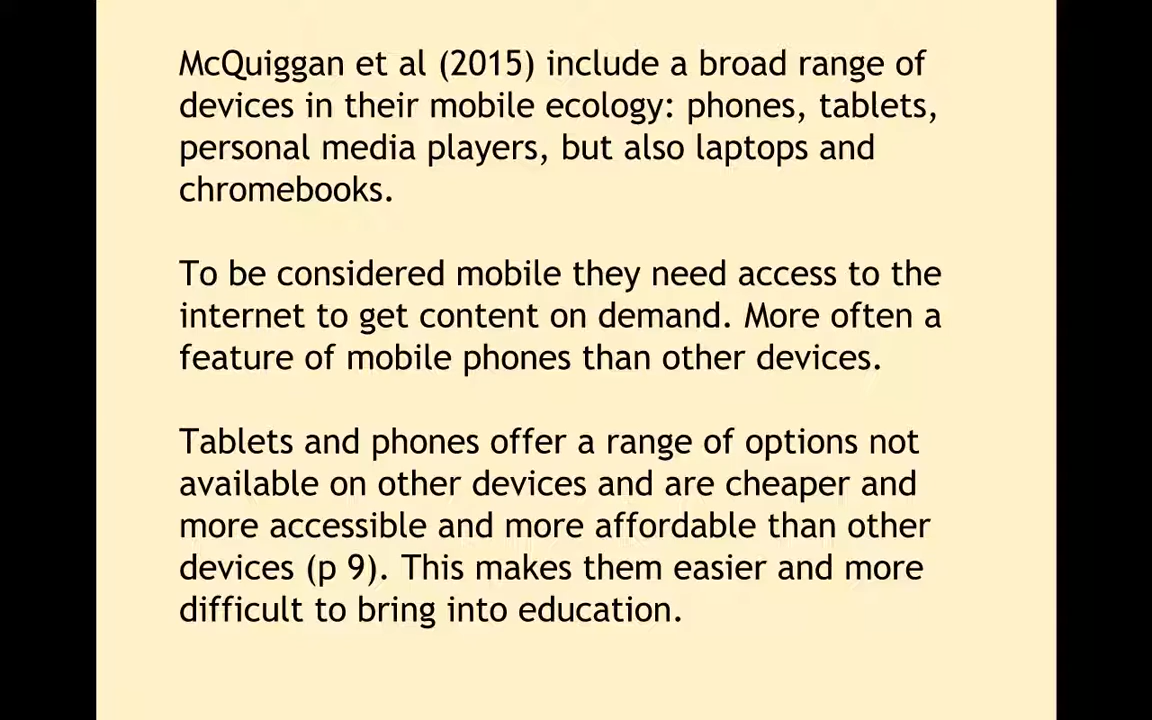 McQuiggan et al (2015) include a broad range of
devices in their mobile ecology: phones, tablets,
personal media players, but also laptops and
chromebooks.
To be considered mobile they need access to the
internet to get content on demand. More often a
feature of mobile phones than other devices.
Tablets and phones offer a range of options not
available on other devices and are cheaper and
more accessible and more affordable than other
devices (p 9). This makes them easier and more
difficult to bring into education.